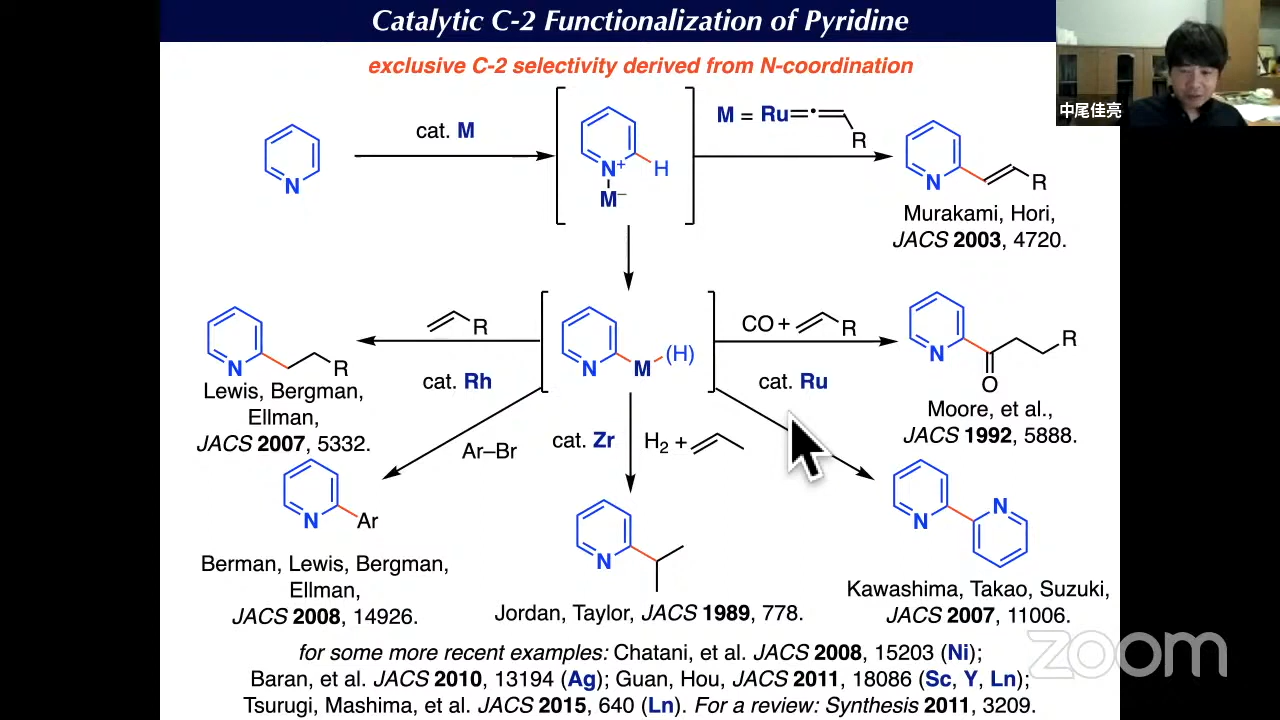 Catalytic C-2 Functionalization of Pyridine
exclusive C-2 selectivity derived from N-coordination
中尾佳亮
N
cat. M
N⁺
H
M⁻
M = Ru
R
N
R
Murakami, Hori,
JACS 2003, 4720.
N
R
Lewis, Bergman,
Ellman,
JACS 2007, 5332.
R
cat. Rh
N
M
(H)
CO + R
cat. Ru
N
O
R
Moore, et al.,
JACS 1992, 5888.
Ar–Br
cat. Zr
H₂ +
N
Ar
Berman, Lewis, Bergman,
Ellman,
JACS 2008, 14926.
N
Jordan, Taylor, JACS 1989, 778.
N
N
Kawashima, Takao, Suzuki,
JACS 2007, 11006.
for some more recent examples: Chatani, et al. JACS 2008, 15203 (Ni);
Baran, et al. JACS 2010, 13194 (Ag); Guan, Hou, JACS 2011, 18086 (Sc, Y, Ln);
Tsurugi, Mashima, et al. JACS 2015, 640 (Ln). For a review: Synthesis 2011, 3209.
zoom